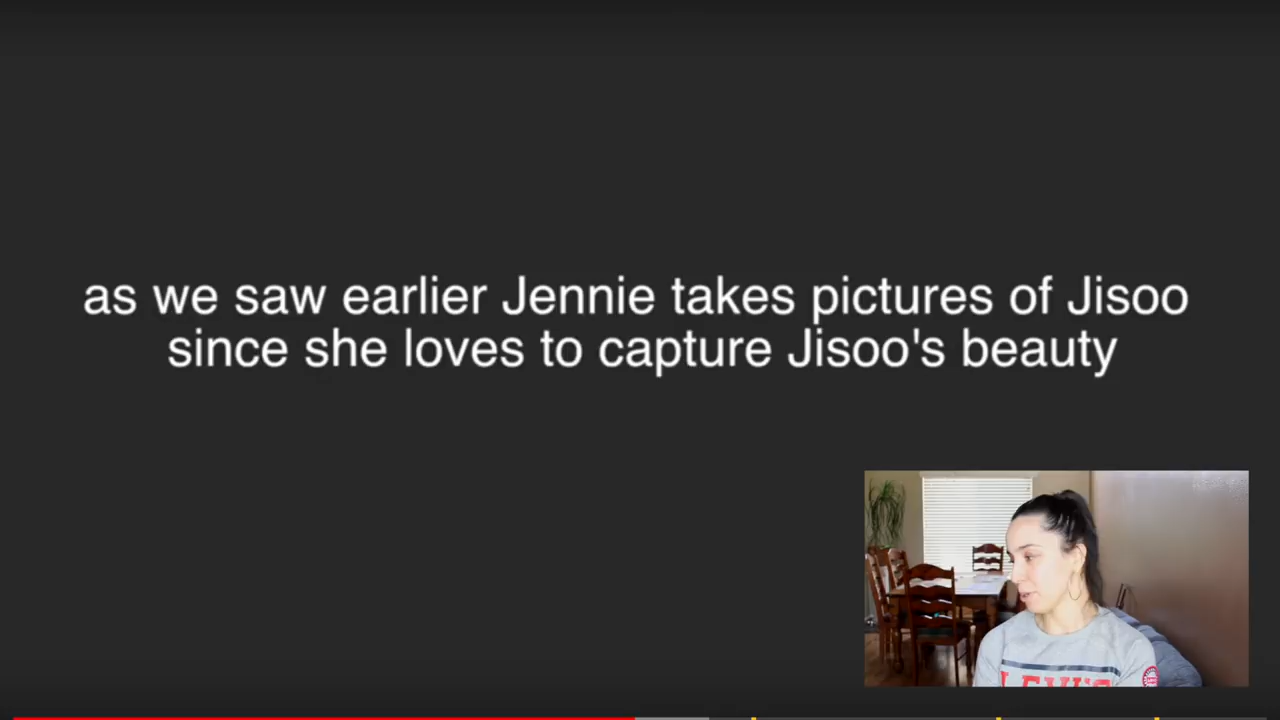 as we saw earlier Jennie takes pictures of Jisoo
since she loves to capture Jisoo's beauty